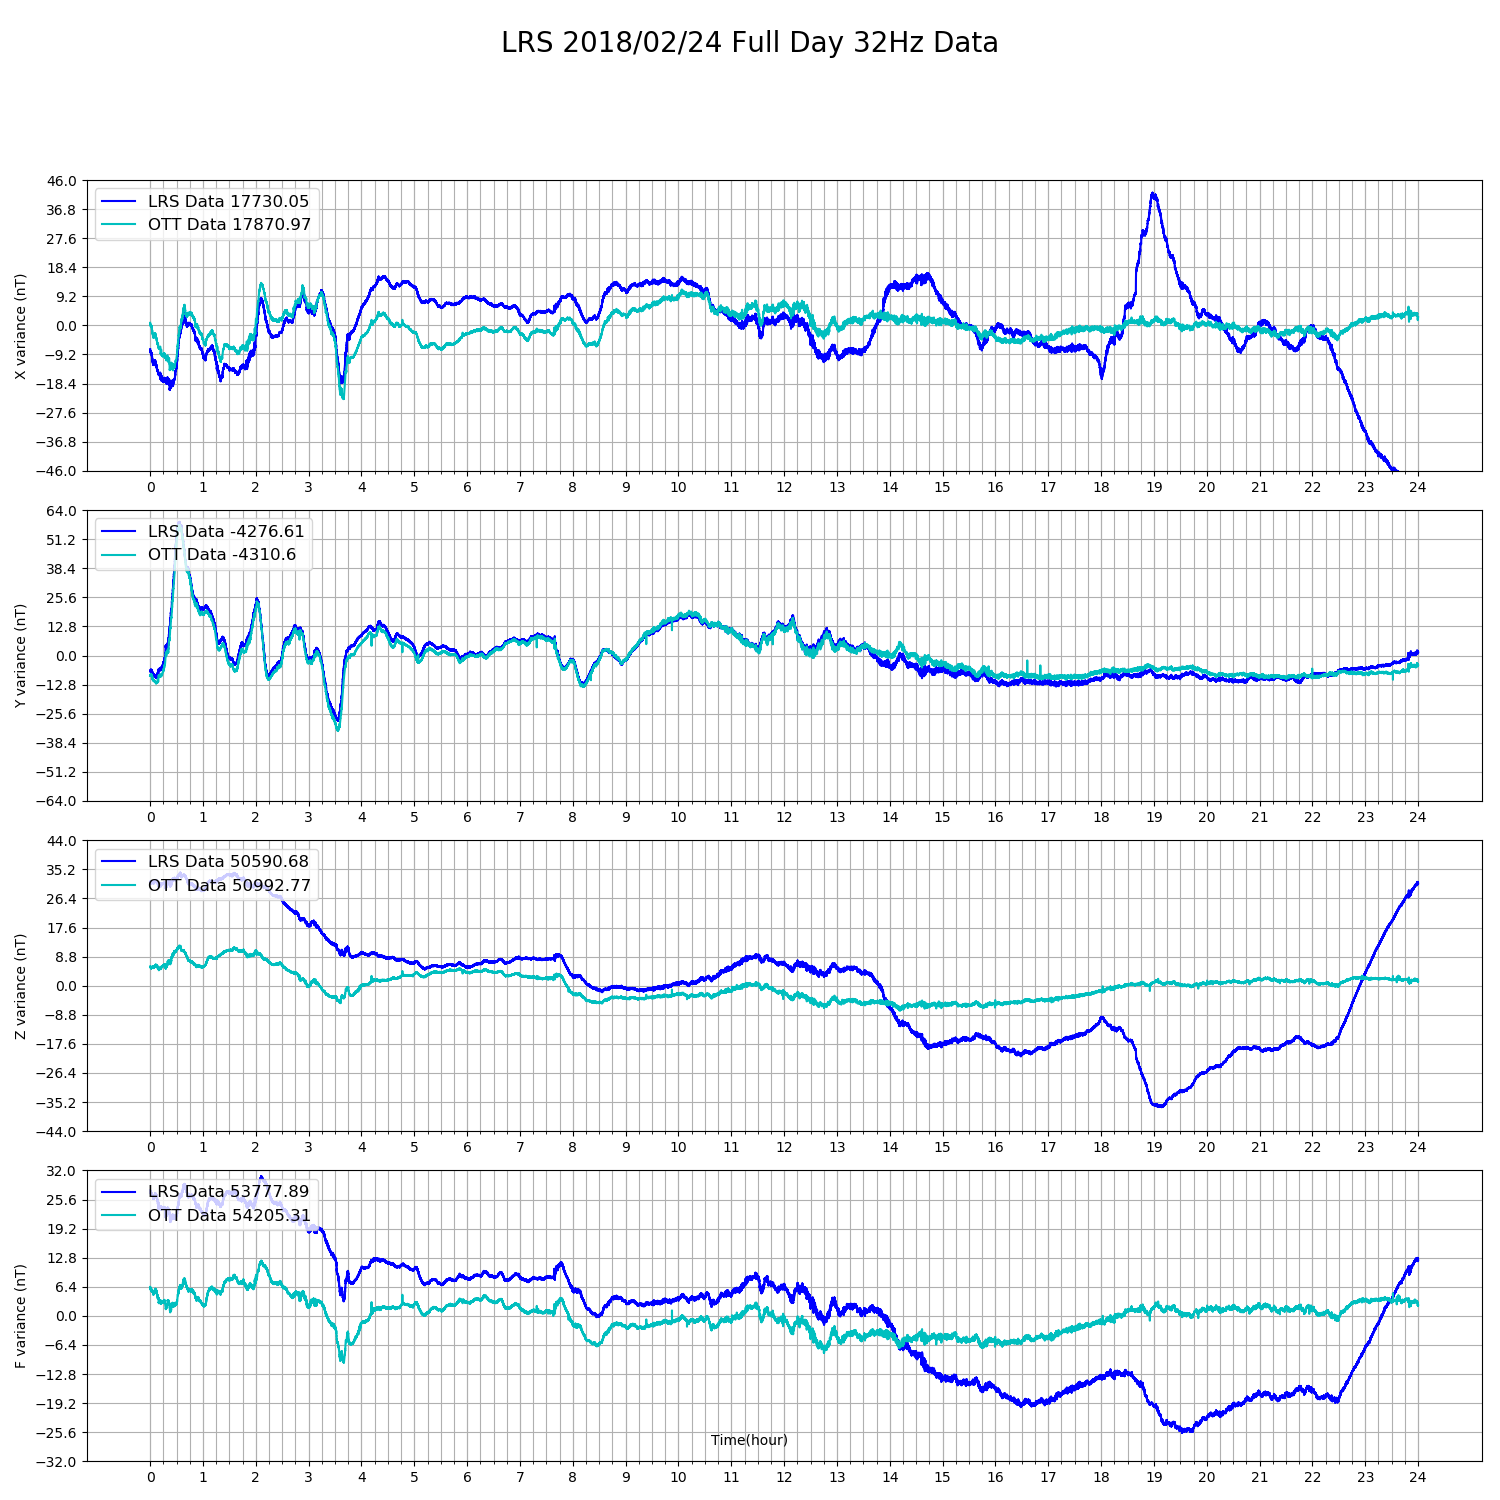 LRS 2018/02/24 Full Day 32Hz Data
X variance (nT)
46.0
36.8
27.6
18.4
9.2
0.0
−9.2
−18.4
−27.6
−36.8
−46.0
LRS Data 17730.05
OTT Data 17870.97
0 1 2 3 4 5 6 7 8 9 10 11 12 13 14 15 16 17 18 19 20 21 22 23 24
Y variance (nT)
64.0
51.2
38.4
25.6
12.8
0.0
−12.8
−25.6
−38.4
−51.2
−64.0
LRS Data -4276.61
OTT Data -4310.6
0 1 2 3 4 5 6 7 8 9 10 11 12 13 14 15 16 17 18 19 20 21 22 23 24
Z variance (nT)
44.0
35.2
26.4
17.6
8.8
0.0
−8.8
−17.6
−26.4
−35.2
−44.0
LRS Data 50590.68
OTT Data 50992.77
0 1 2 3 4 5 6 7 8 9 10 11 12 13 14 15 16 17 18 19 20 21 22 23 24
F variance (nT)
32.0
25.6
19.2
12.8
6.4
0.0
−6.4
−12.8
−19.2
−25.6
−32.0
LRS Data 53777.89
OTT Data 54205.31
Time(hour)
0 1 2 3 4 5 6 7 8 9 10 11 12 13 14 15 16 17 18 19 20 21 22 23 24